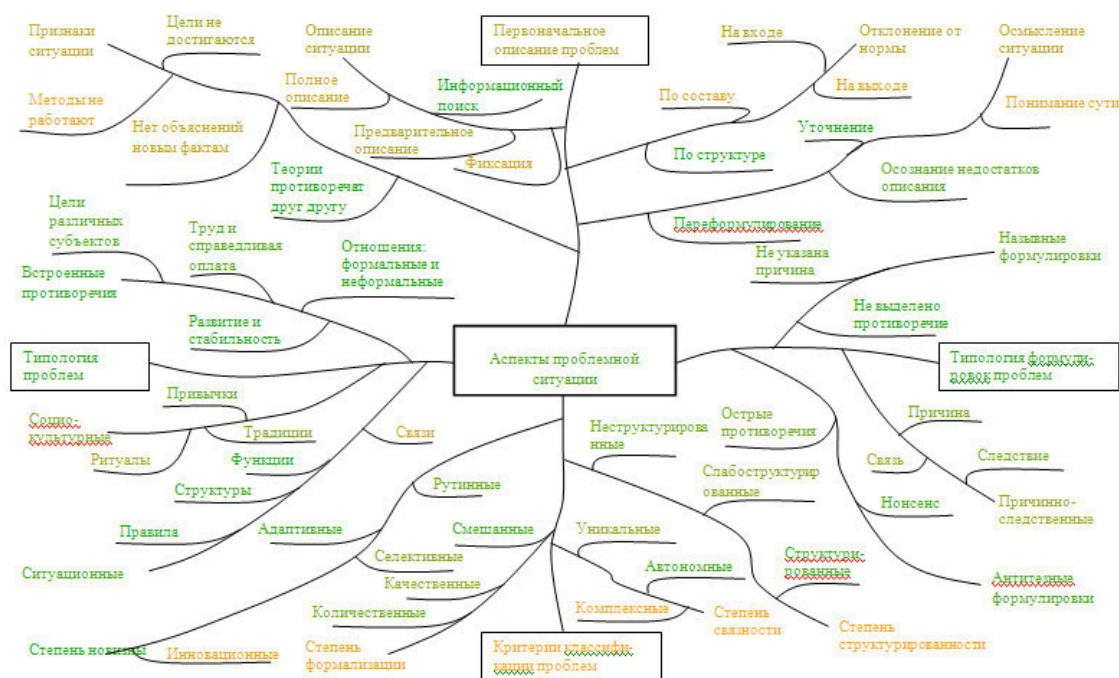 Признаки
ситуации
Цели не
достигаются
Описание
ситуации
Первоначальное
описание проблем
На входе
Отклонение от
нормы
Осмысление
ситуации
Методы не
работают
Нет объяснений
новым фактам
Полное
описание
Информационный
поиск
Предварительное
описание
Фиксация
По составу
На выходе
Понимание сути
Уточнение
По структуре
Осознание недостатков
описания
Теории
противоречат
друг другу
Переформулирование
Цели
различных
субъектов
Встроенные
противоречия
Труд и
справедливая
оплата
Отношения:
формальные и
неформальные
Развитие и
стабильность
Не указана
причина
Назывные
формулировки
Не выделено
противоречие
Типология
проблем
Аспекты проблемной
ситуации
Типология формули-
ровок проблем
Привычки
Социо-
культурные
Традиции
Ритуалы
Связи
Функции
Структуры
Правила
Ситуационные
Неструктурирова
нные
Острые
противоречия
Слабоструктурир
ованные
Причина
Связь
Следствие
Причинно-
следственные
Нонсенс
Антитезные
формулировки
Рутинные
Адаптивные
Селективные
Степень новизны
Инновационные
Смешанные
Качественные
Количественные
Степень
формализации
Уникальные
Автономные
Комплексные
Степень
связности
Структури-
рованные
Степень
структурированности
Критерии классифи-
кации проблем